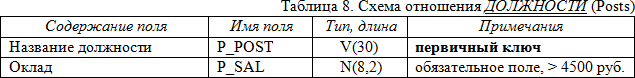 Таблица 8. Схема отношения ДОЛЖНОСТИ (Posts)
Содержание поля Имя поля Тип, длина Примечания
Название должности P_POST V(30) первичный ключ
Оклад P_SAL N(8,2) обязательное поле, > 4500 руб.